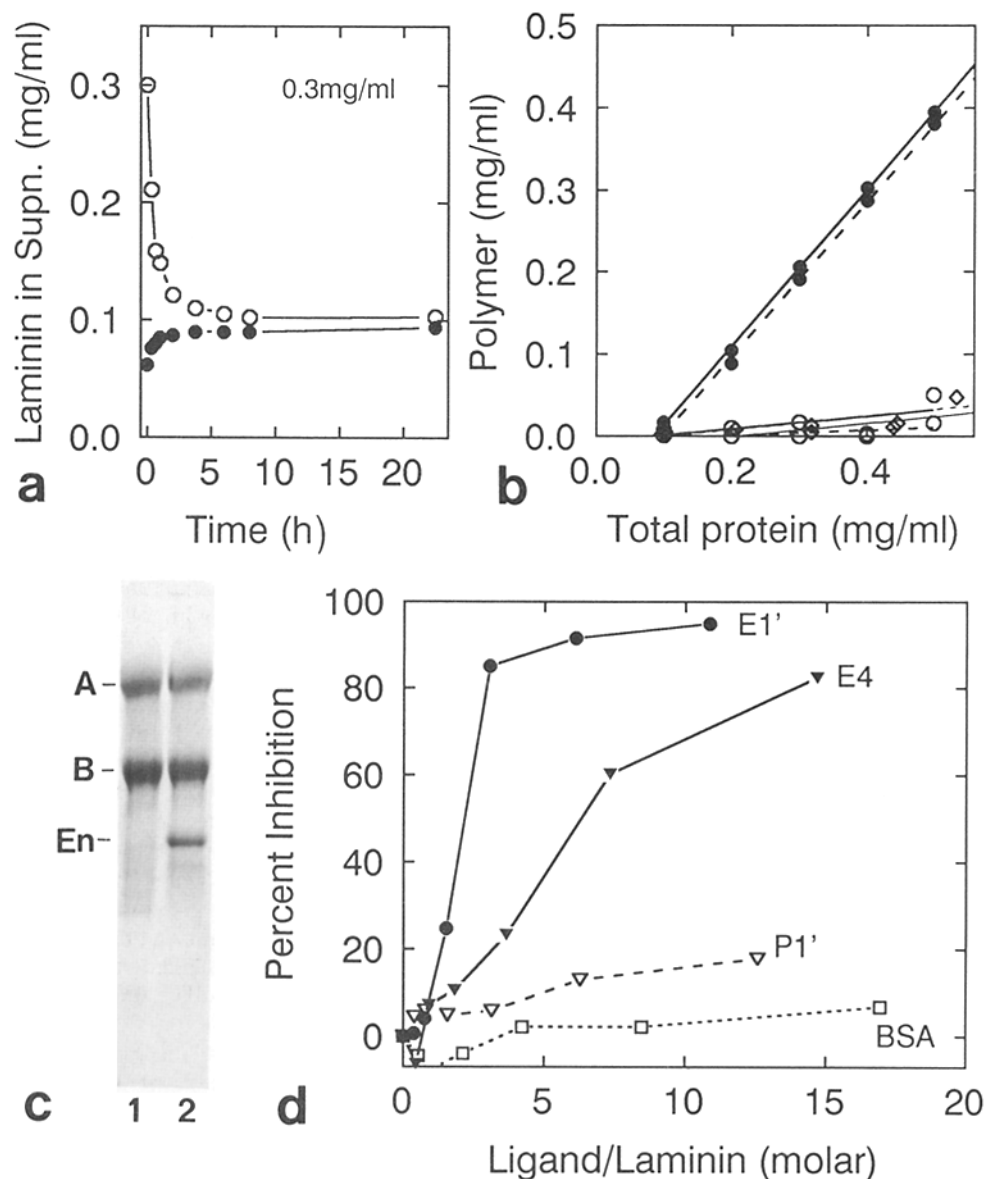 Laminin in Supn. (mg/ml)
0.3
0.2
0.1
0.0
0.3mg/ml
0 5 10 15 20
Time (h)
a
Polymer (mg/ml)
0.5
0.4
0.3
0.2
0.1
0.0
0.0 0.2 0.4
Total protein (mg/ml)
b
A
B
En
1 2
c
Percent Inhibition
100
80
60
40
20
0
E1’
E4
P1’
BSA
0 5 10 15 20
Ligand/Laminin (molar)
d